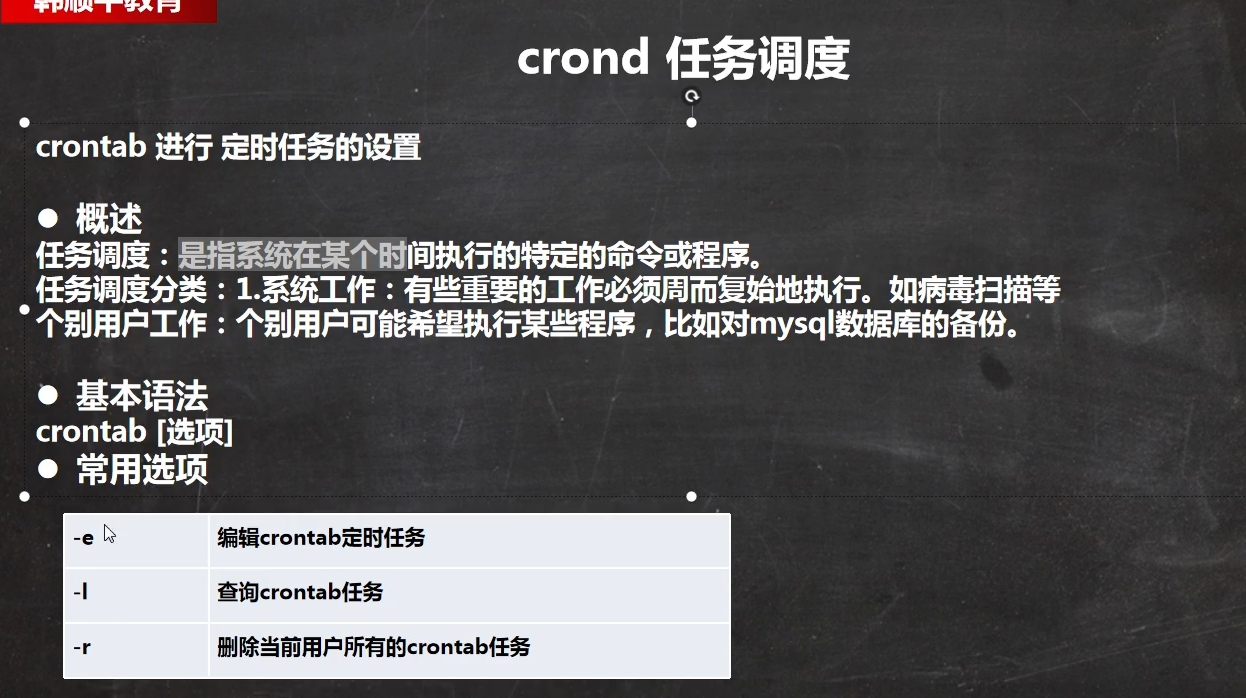 韩顺平教育
crond 任务调度
crontab 进行 定时任务的设置
● 概述
任务调度：是指系统在某个时间执行的特定的命令或程序。
任务调度分类：1.系统工作：有些重要的工作必须周而复始地执行。如病毒扫描等
个别用户工作：个别用户可能希望执行某些程序，比如对mysql数据库的备份。
● 基本语法
crontab [选项]
● 常用选项
-e 编辑crontab定时任务
-l 查询crontab任务
-r 删除当前用户所有的crontab任务